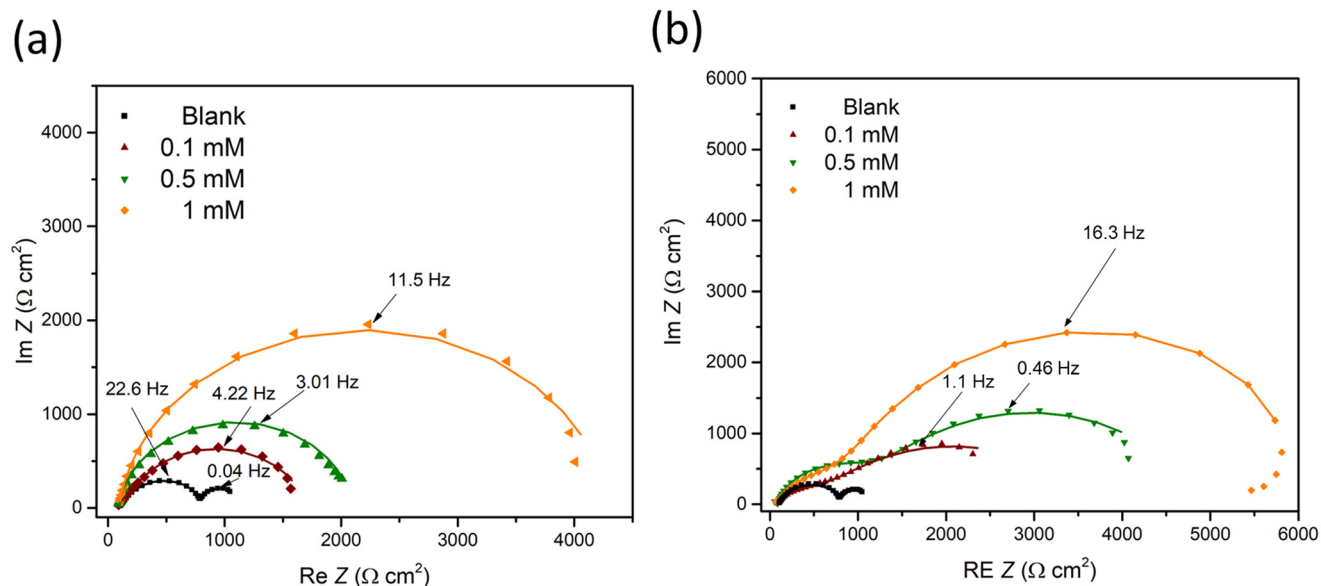 (a)
Blank
0.1 mM
0.5 mM
1 mM
4000
3000
2000
1000
0
0
1000
2000
3000
4000
Im Z (Ω cm²)
Re Z (Ω cm²)
11.5 Hz
3.01 Hz
4.22 Hz
22.6 Hz
0.04 Hz
(b)
Blank
0.1 mM
0.5 mM
1 mM
6000
5000
4000
3000
2000
1000
0
0
1000
2000
3000
4000
5000
6000
Im Z (Ω cm²)
RE Z (Ω cm²)
16.3 Hz
0.46 Hz
1.1 Hz